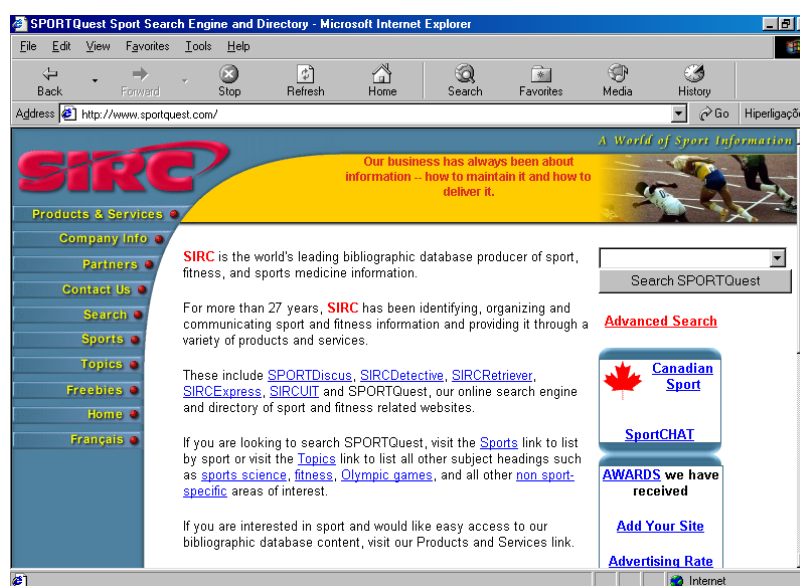 SPORTQuest Sport Search Engine and Directory - Microsoft Internet Explorer
File Edit View Favorites Tools Help
Back Forward Stop Refresh Home Search Favorites Media History
Address http://www.sportquest.com/ Go Hiperligaçõe
A World of Sport Information
SIRC
Our business has always been about
information -- how to maintain it and how to
deliver it.
Products & Services
Company Info
Partners
Contact Us
Search
Sports
Topics
Freebies
Home
Français
SIRC is the world's leading bibliographic database producer of sport,
fitness, and sports medicine information.
For more than 27 years, SIRC has been identifying, organizing and
communicating sport and fitness information and providing it through a
variety of products and services.
These include SPORTDiscus, SIRCDetective, SIRCRetriever,
SIRCExpress, SIRCUIT and SPORTQuest, our online search engine
and directory of sport and fitness related websites.
If you are looking to search SPORTQuest, visit the Sports link to list
by sport or visit the Topics link to list all other subject headings such
as sports science, fitness, Olympic games, and all other non sport-
specific areas of interest.
If you are interested in sport and would like easy access to our
bibliographic database content, visit our Products and Services link.
Search SPORTQuest
Advanced Search
Canadian
Sport
SportCHAT
AWARDS we have
received
Add Your Site
Advertising Rate
Internet